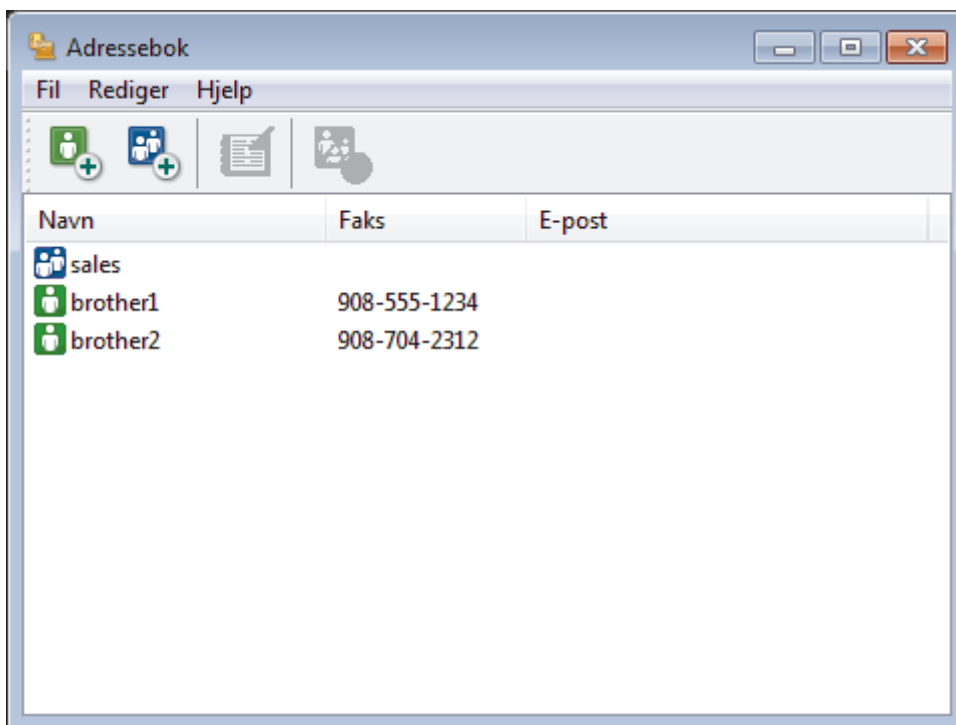 Adressebok
Fil Rediger Hjelp
Navn Faks E-post
sales
brother1 908-555-1234
brother2 908-704-2312